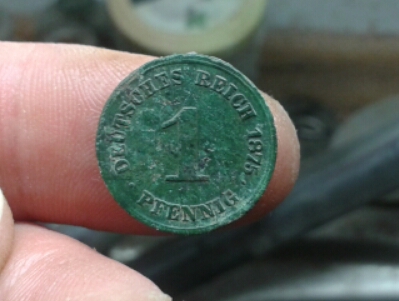 DEUTSCHES REICH 1875.
1
PFENNIG